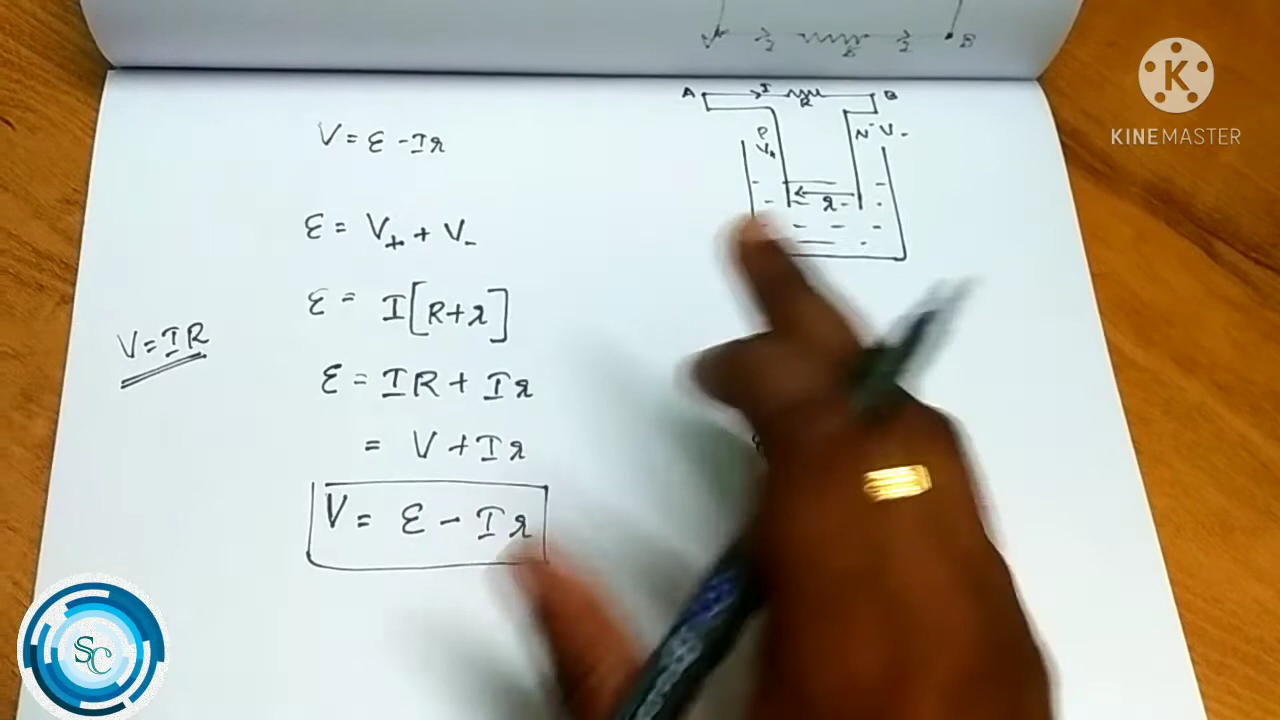 B
A I R B
P N- V-
V+
r
V = ε - Ir
ε = V+ + V-
ε = I[R+r]
V=IR
ε = IR + Ir
= V + Ir
V = ε - Ir
K
KINEMASTER
SC